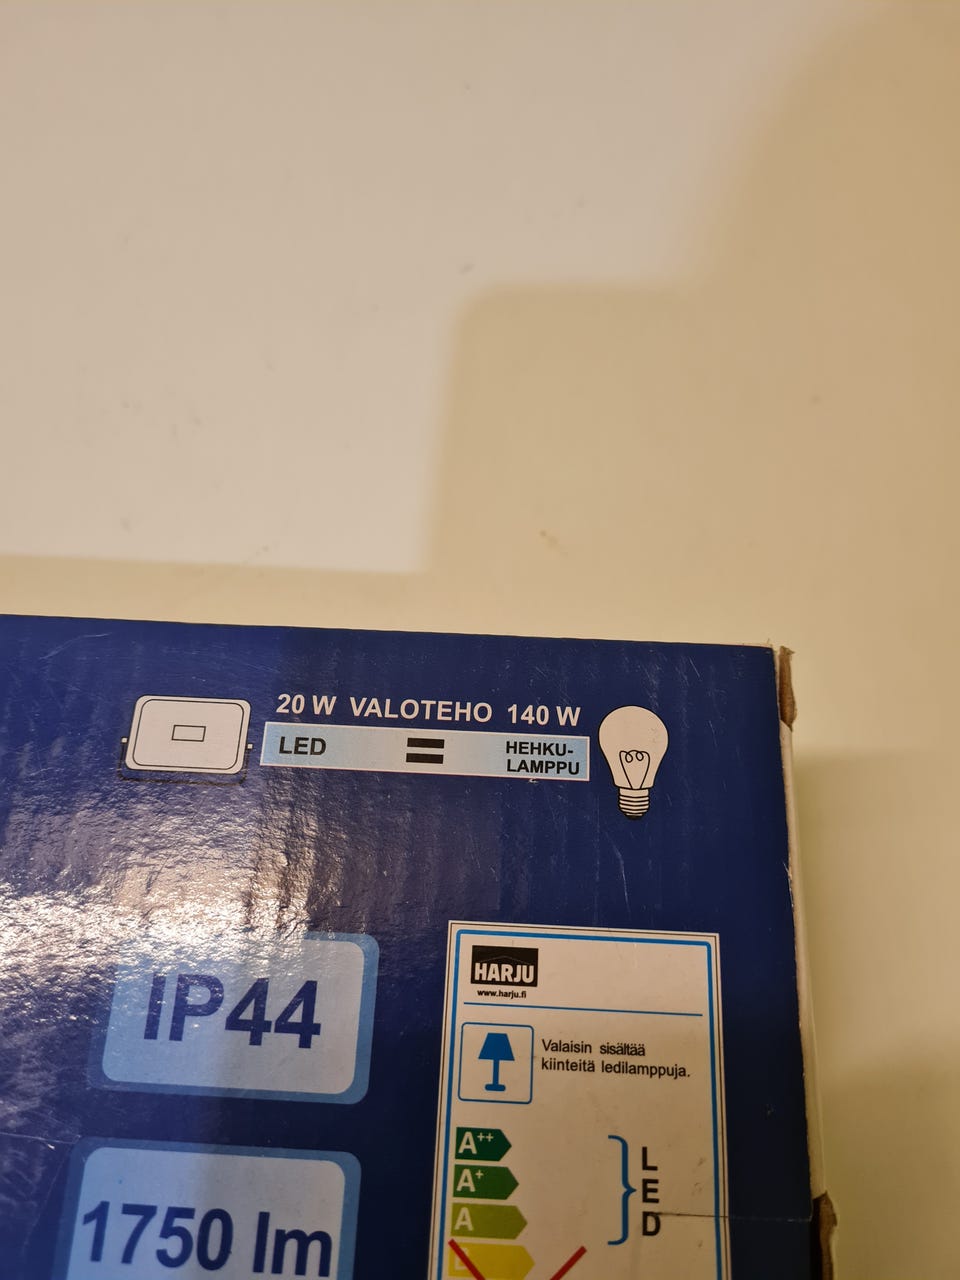 20 W VALOTEHO 140 W
LED = HEHKU-
LAMPPU
IP44
1750 lm
HARJU
www.harju.fi
Valaisin sisältää
kiinteitä ledilamppuja.
A++
A+
A
L
E
D